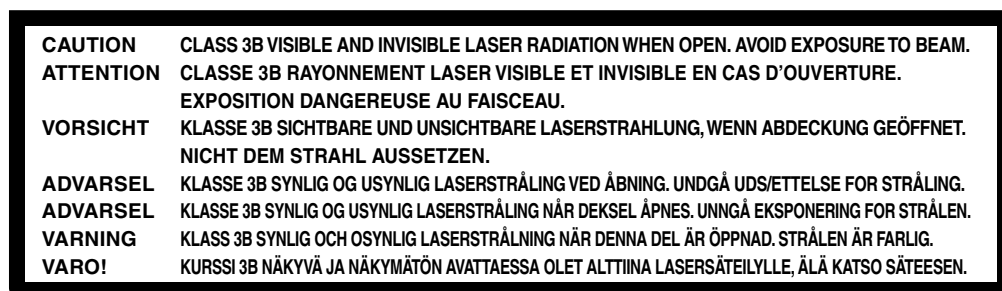 CAUTION CLASS 3B VISIBLE AND INVISIBLE LASER RADIATION WHEN OPEN. AVOID EXPOSURE TO BEAM.
ATTENTION CLASSE 3B RAYONNEMENT LASER VISIBLE ET INVISIBLE EN CAS D'OUVERTURE.
EXPOSITION DANGEREUSE AU FAISCEAU.
VORSICHT KLASSE 3B SICHTBARE UND UNSICHTBARE LASERSTRAHLUNG, WENN ABDECKUNG GEÖFFNET.
NICHT DEM STRAHL AUSSETZEN.
ADVARSEL KLASSE 3B SYNLIG OG USYNLIG LASERSTRÅLING VED ÅBNING. UNDGÅ UDS/ETTELSE FOR STRÅLING.
ADVARSEL KLASSE 3B SYNLIG OG USYNLIG LASERSTRÅLING NÅR DEKSEL ÅPNES. UNNGÅ EKSPONERING FOR STRÅLEN.
VARNING KLASS 3B SYNLIG OCH OSYNLIG LASERSTRÅLNING NÄR DENNA DEL ÄR ÖPPNAD. STRÅLEN ÄR FARLIG.
VARO! KURSSI 3B NÄKYVÄ JA NÄKYMÄTÖN AVATTAESSA OLET ALTTIINA LASERSÄTEILYLLE, ÄLÄ KATSO SÄTEESEN.